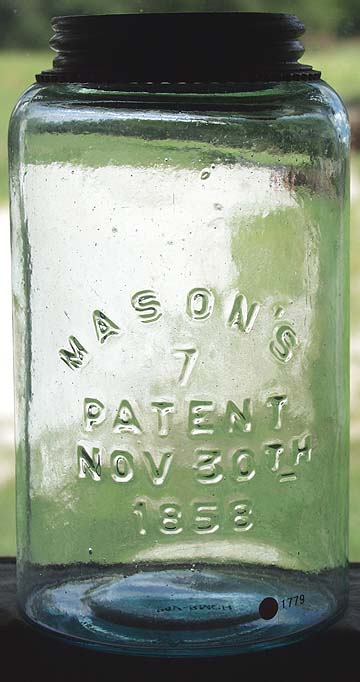 MASON'S
7
PATENT
NOV 30TH
1858
1779